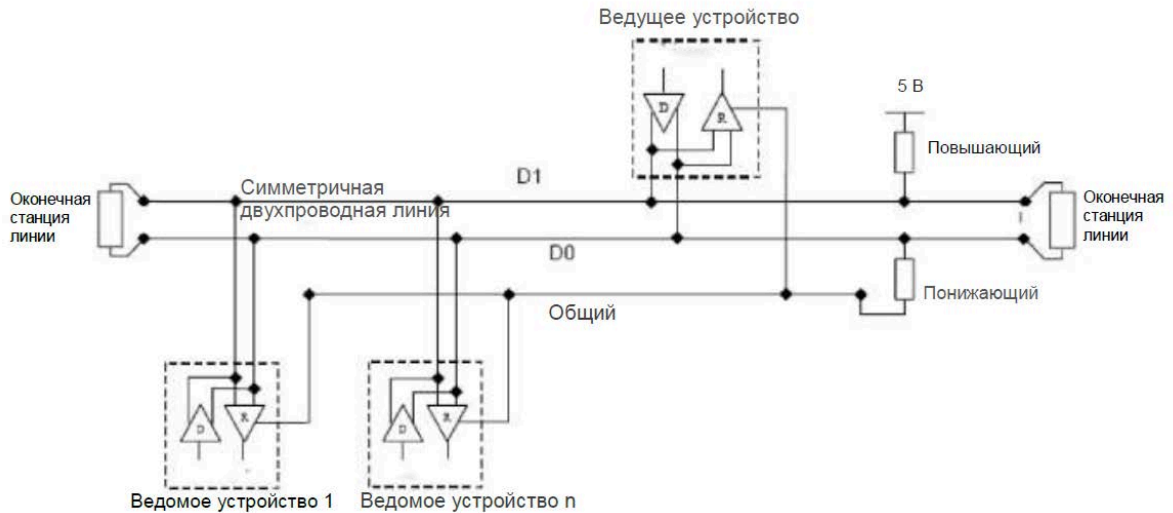 Ведущее устройство
D
R
5 В
Повышающий
D1
Симметричная
двухпроводная линия
Оконечная
станция
линии
Оконечная
станция
линии
D0
Понижающий
Общий
D
R
D
R
Ведомое устройство 1
Ведомое устройство n